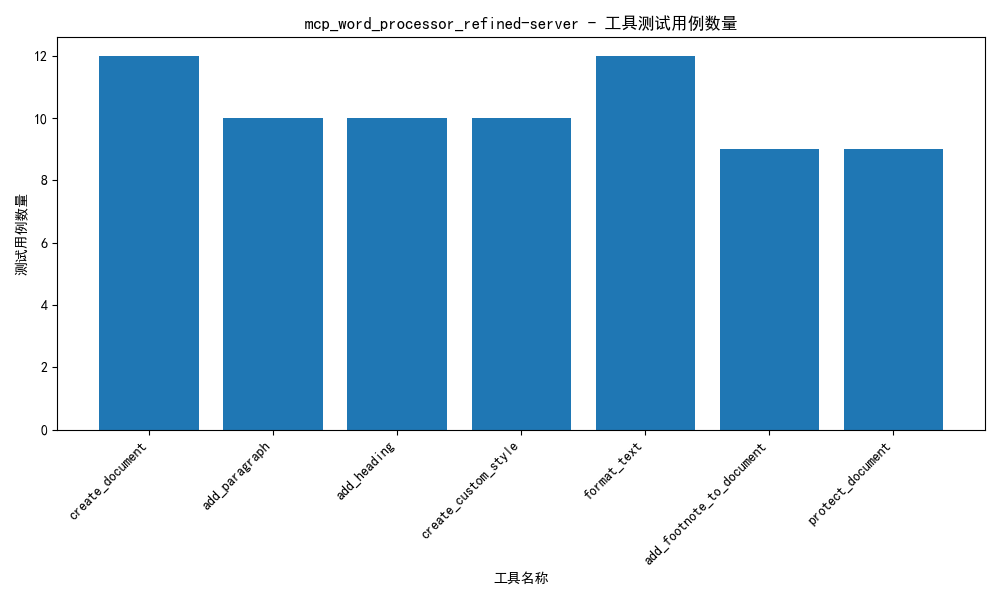 mcp_word_processor_refined-server - 工具测试用例数量
测试用例数量
12
10
8
6
4
2
0
create_document
add_paragraph
add_heading
create_custom_style
format_text
add_footnote_to_document
protect_document
工具名称